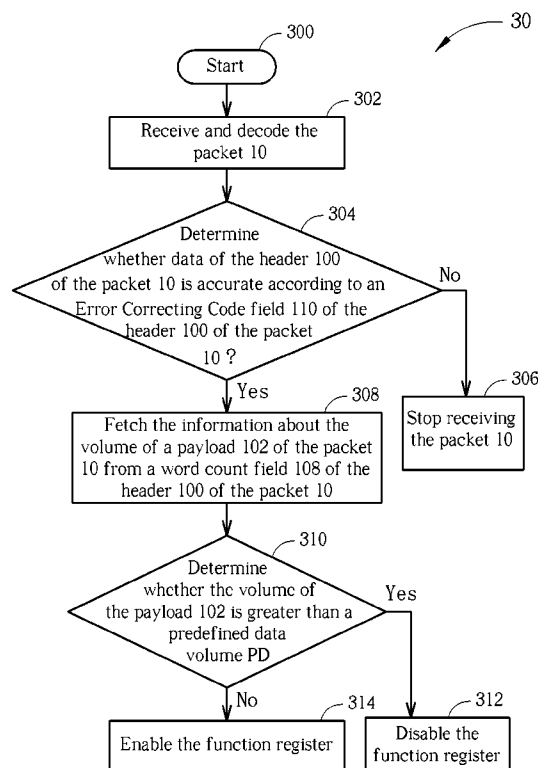 30
300
Start
302
Receive and decode the
packet 10
304
Determine
whether data of the header 100
of the packet 10 is accurate according to an
Error Correcting Code field 110 of the
header 100 of the packet
10 ?
No
Yes
306
Stop receiving
the packet 10
308
Fetch the information about the
volume of a payload 102 of the packet
10 from a word count field 108 of the
header 100 of the packet 10
310
Determine
whether the volume of
the payload 102 is greater than a
predefined data
volume PD
Yes
No
314
Enable the function register
312
Disable the
function register